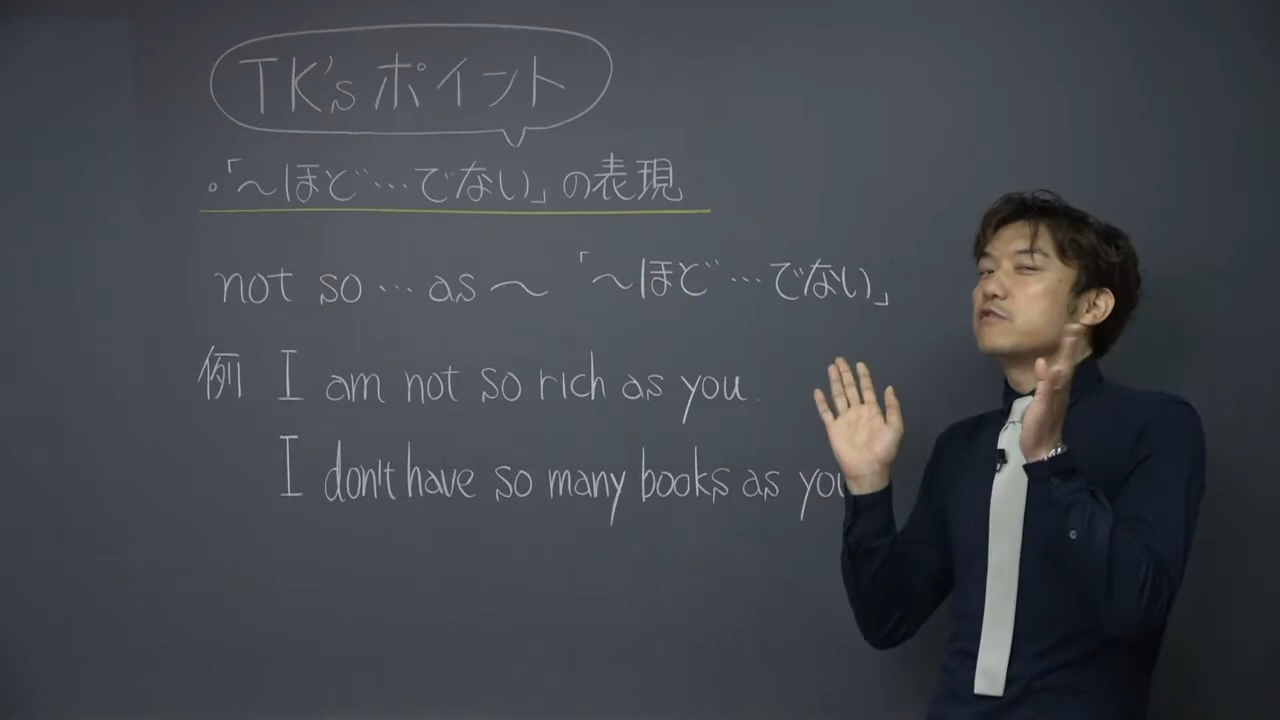 TK'sポイント
・「～ほど…でない」の表現
not so … as ～ 「～ほど…でない」
例 I am not so rich as you.
I don't have so many books as you